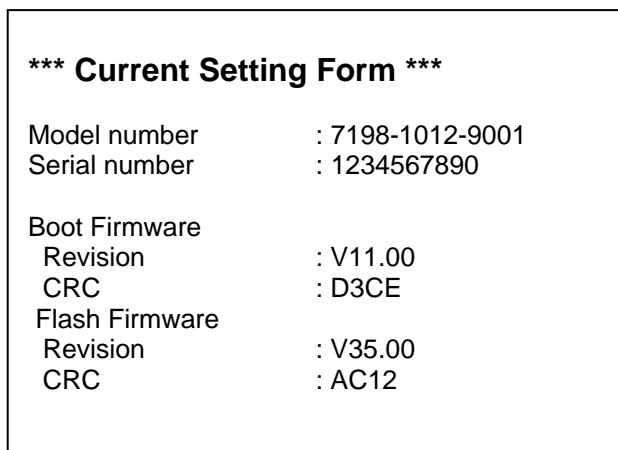 *** Current Setting Form ***
Model number : 7198-1012-9001
Serial number : 1234567890
Boot Firmware
Revision : V11.00
CRC : D3CE
Flash Firmware
Revision : V35.00
CRC : AC12